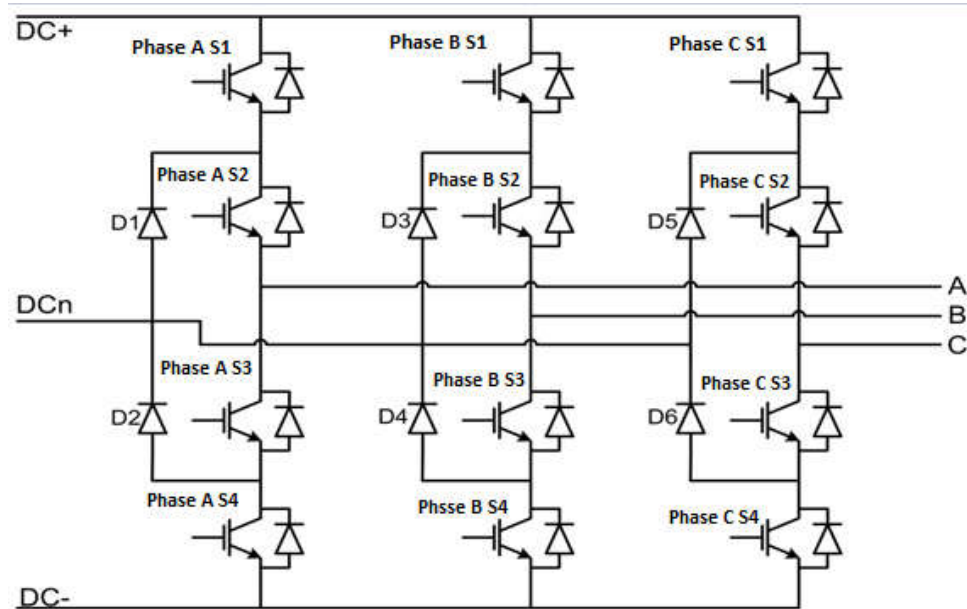 DC+
Phase A S1
Phase B S1
Phase C S1
Phase A S2
Phase B S2
Phase C S2
D1
D3
D5
A
DCn
B
C
Phase A S3
Phase B S3
Phase C S3
D2
D4
D6
Phase A S4
Phsse B S4
Phase C S4
DC-